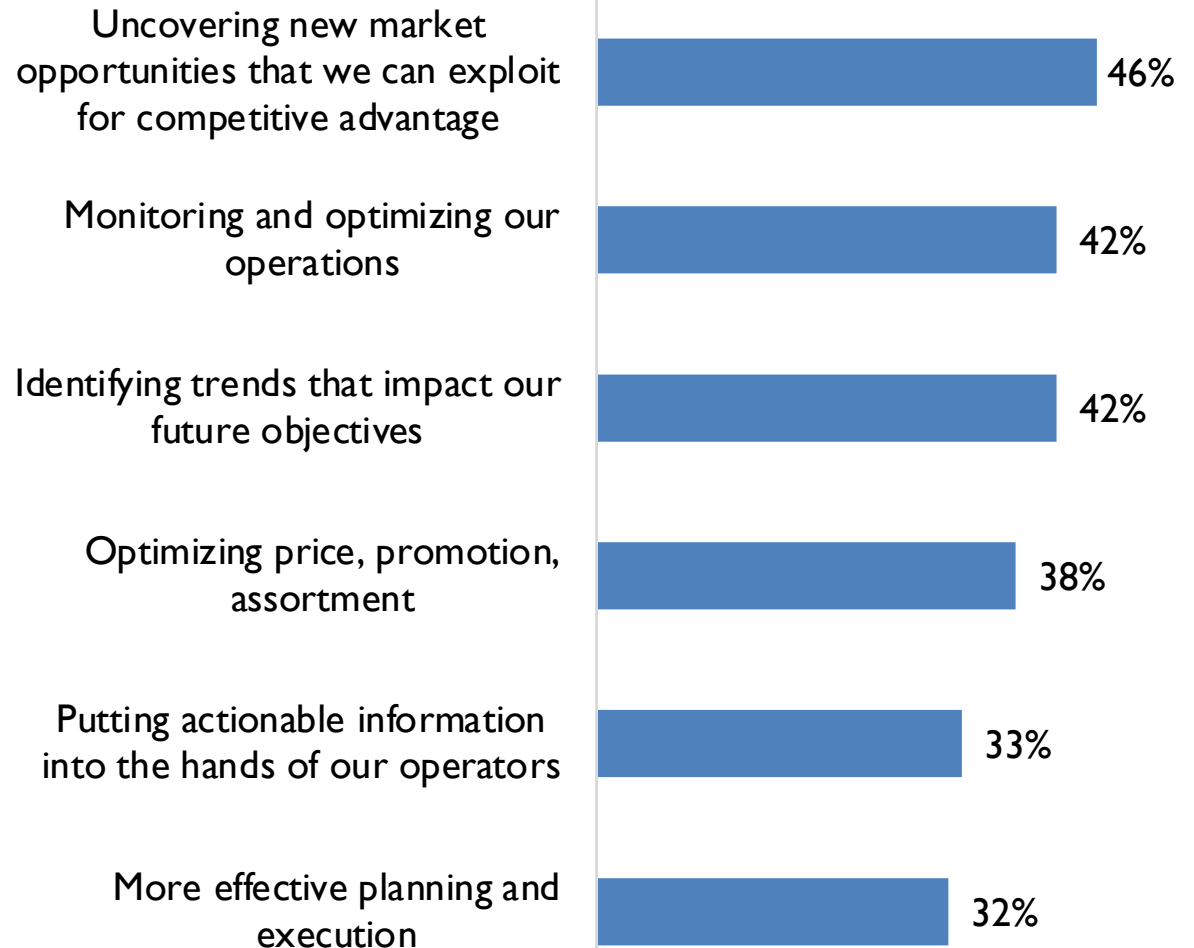 Uncovering new market
opportunities that we can exploit
for competitive advantage
46%
Monitoring and optimizing our
operations
42%
Identifying trends that impact our
future objectives
42%
Optimizing price, promotion,
assortment
38%
Putting actionable information
into the hands of our operators
33%
More effective planning and
execution
32%